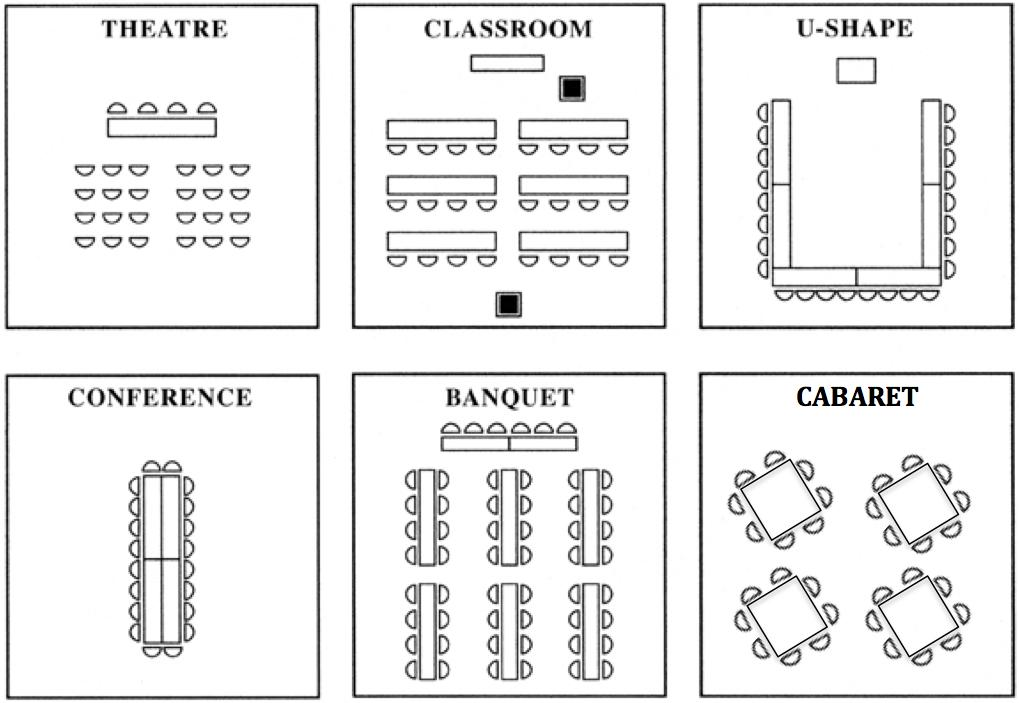 THEATRE
CLASSROOM
U-SHAPE
CONFERENCE
BANQUET
CABARET